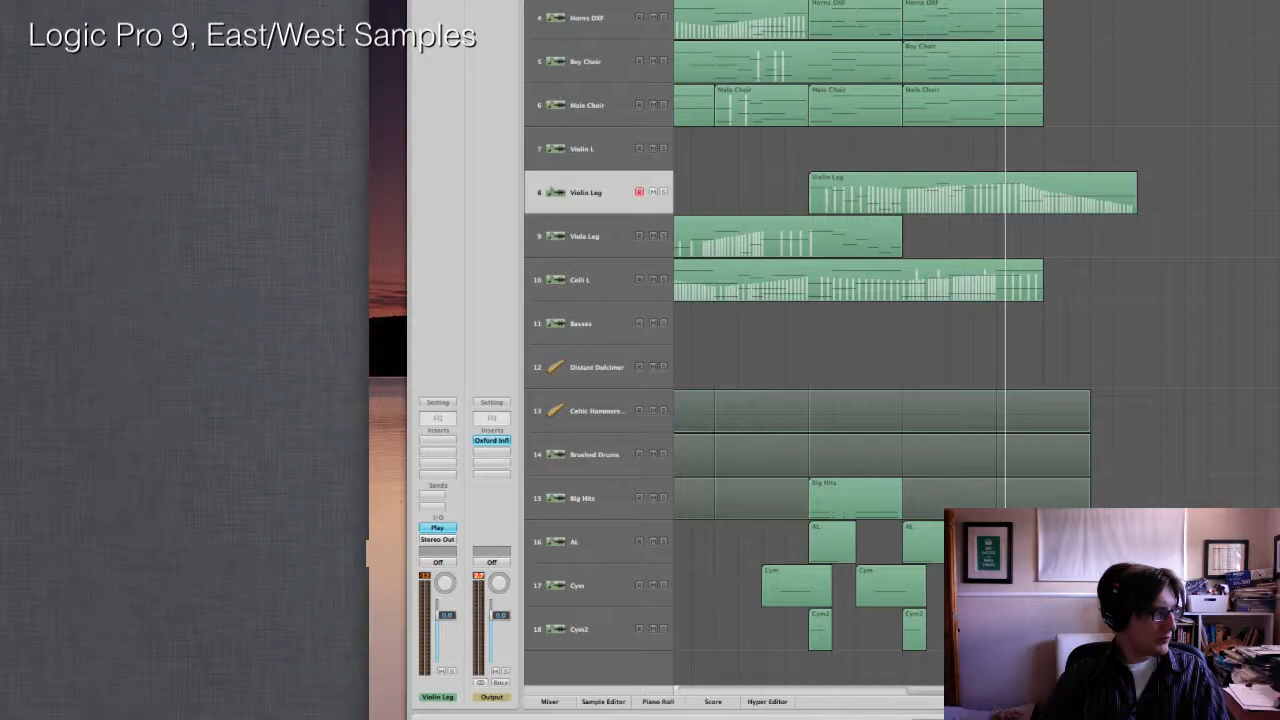 Logic Pro 9, East/West Samples
4 Horns DXF R M S
Horns DXF Horns DXF
5 Boy Choir R M S
Boy Choir
6 Male Choir R M S
Male Choir Male Choir Male Choir
7 Violin L R M S
8 Violin Leg R M S
Violin Leg
9 Viola Leg R M S
10 Celli L R M S
11 Basses R M S
12 Distant Dulcimer R M S
13 Celtic Hammere... R M S
14 Brushed Drums R M S
15 Big Hits R M S
Big Hits
16 AL R M S
AL AL
17 Cym R M S
Cym Cym
18 Cym2 R M S
Cym2 Cym2
Setting Setting
EQ EQ
Inserts Inserts
Oxford Infl
Sends
I/O
Play
Stereo Out
Off Off
0.0 0.0
M S M S
Bnce
Violin Leg Output
Mixer Sample Editor Piano Roll Score Hyper Editor